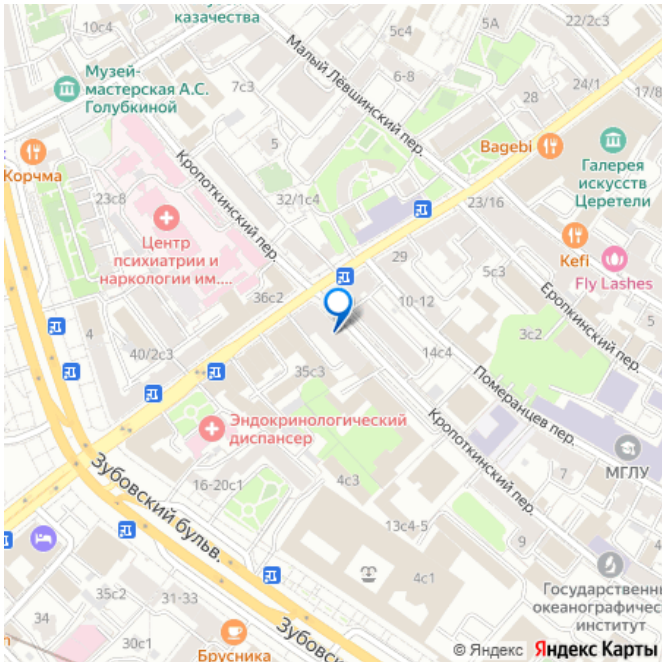 казачества
10с4
5с4
5А
22/2с3
Малый Лёвшинский пер.
Музей-
мастерская А.С.
Голубкиной
7с3
6-8
24/1
28
17/8
5
Bagebi
Корчма
Кропоткинский пер.
Галерея
искусств
Церетели
23с8
32/1с4
23/16
Центр
психиатрии и
наркологии им....
29
Kefi
5с3
Fly Lashes
36с2
10-12
Еропкинский пер.
4
3с2
40/2с3
14с4
35с3
Померанцев пер.
Эндокринологический
диспансер
Кропоткинский пер.
Зубовский бульв.
МГЛУ
16-20с1
4с3
7
13с4-5
9
4с1
35с2
31-33
Государственны
океанографичес
институт
34
30с1
Брусника
Зубовск
© Яндекс Яндекс Карты